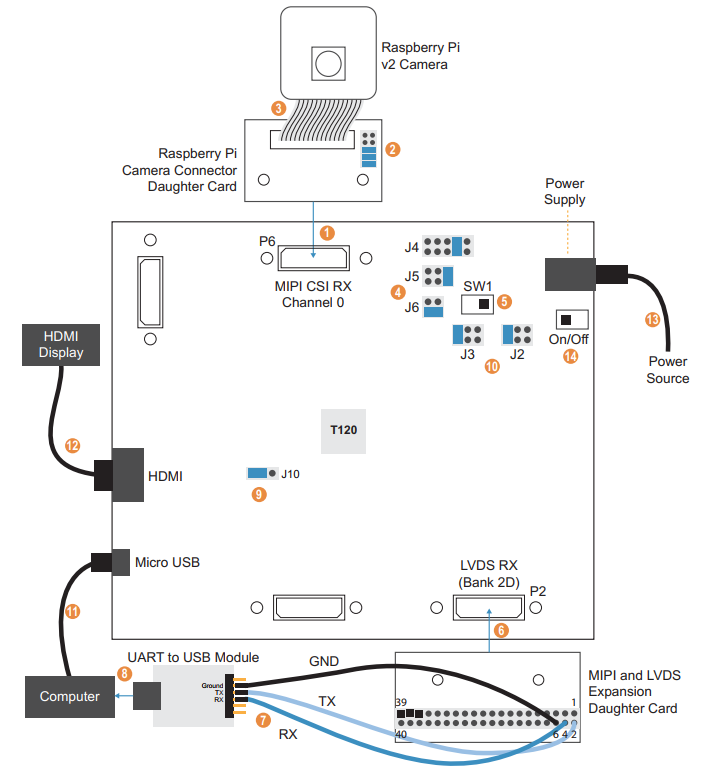 Raspberry Pi
v2 Camera
3
Raspberry Pi
Camera Connector
Daughter Card
2
Power
Supply
1
P6
MIPI CSI RX
Channel 0
J4
J5
4
J6
SW1
5
J3
10
J2
On/Off
14
13
Power
Source
HDMI
Display
12
HDMI
T120
J10
9
Micro USB
11
LVDS RX
(Bank 2D)
P2
6
UART to USB Module
8
Computer
Ground
TX
RX
7
GND
TX
RX
39
1
40
6 4 2
MIPI and LVDS
Expansion
Daughter Card